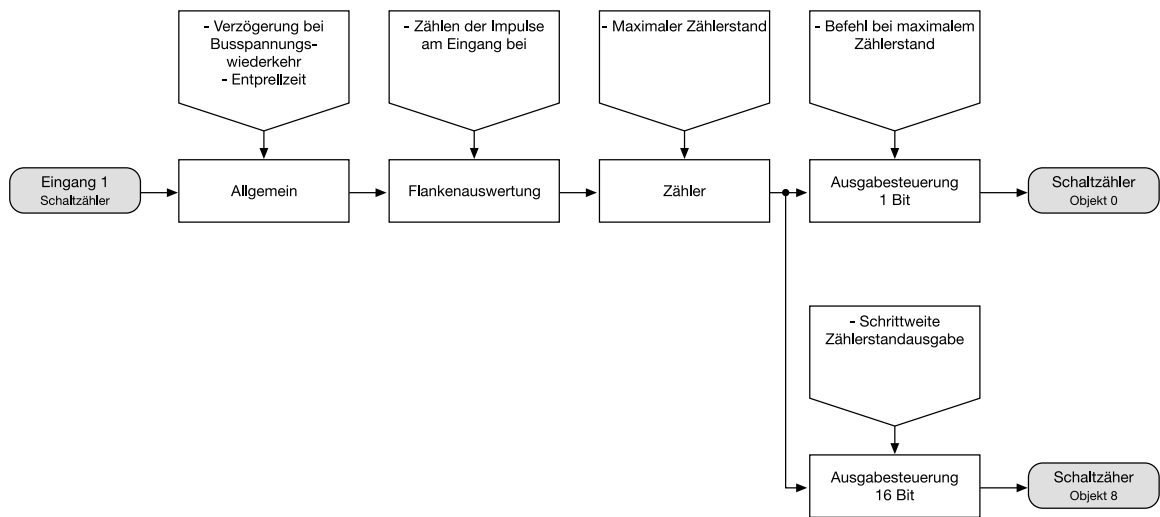 - Verzögerung bei
Busspannungs-
wiederkehr
- Entprellzeit
- Zählen der Impulse
am Eingang bei
- Maximaler Zählerstand
- Befehl bei maximalem
Zählerstand
Eingang 1
Schaltzähler
Allgemein
Flankenauswertung
Zähler
Ausgabesteuerung
1 Bit
Schaltzähler
Objekt 0
- Schrittweite
Zählerstandausgabe
Ausgabesteuerung
16 Bit
Schaltzäher
Objekt 8